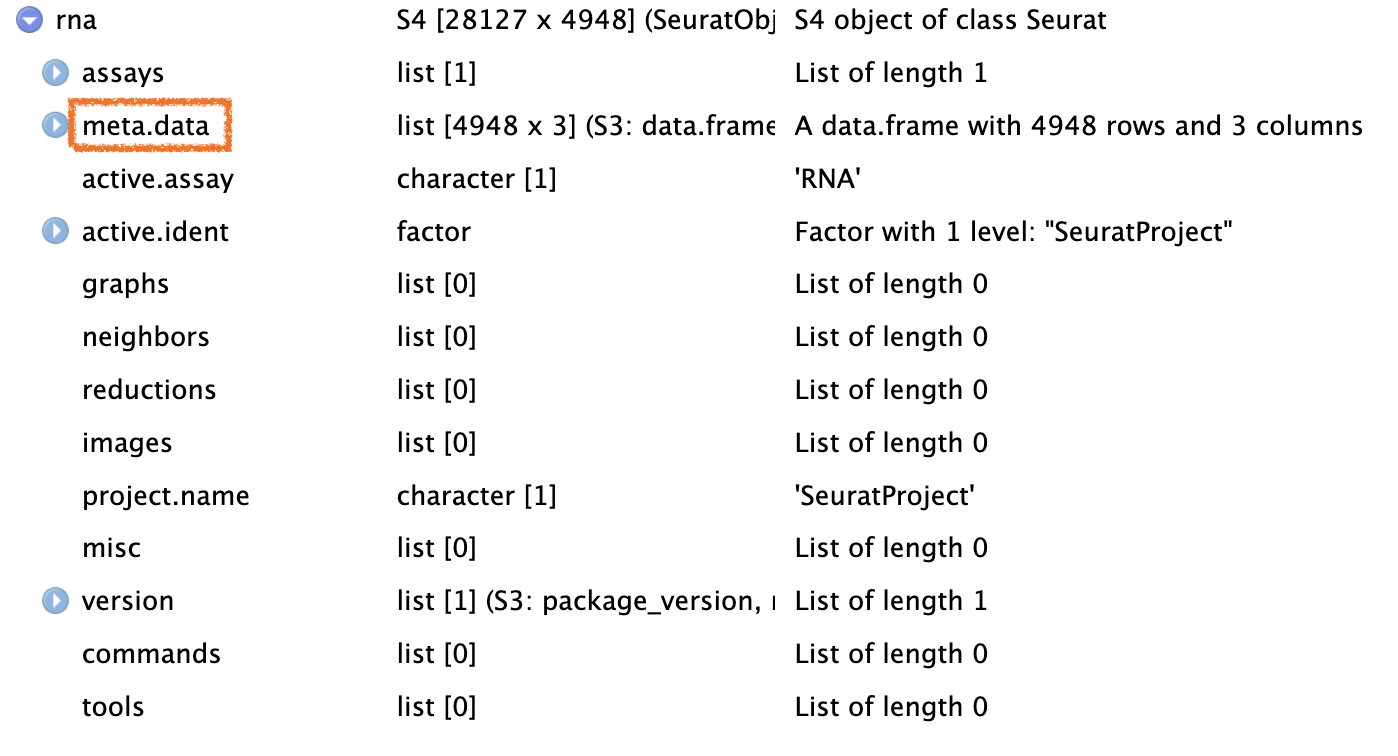 rna S4 [28127 x 4948] (SeuratObj S4 object of class Seurat
assays list [1] List of length 1
meta.data list [4948 x 3] (S3: data.frame A data.frame with 4948 rows and 3 columns
active.assay character [1] 'RNA'
active.ident factor Factor with 1 level: "SeuratProject"
graphs list [0] List of length 0
neighbors list [0] List of length 0
reductions list [0] List of length 0
images list [0] List of length 0
project.name character [1] 'SeuratProject'
misc list [0] List of length 0
version list [1] (S3: package_version, List of length 1
commands list [0] List of length 0
tools list [0] List of length 0